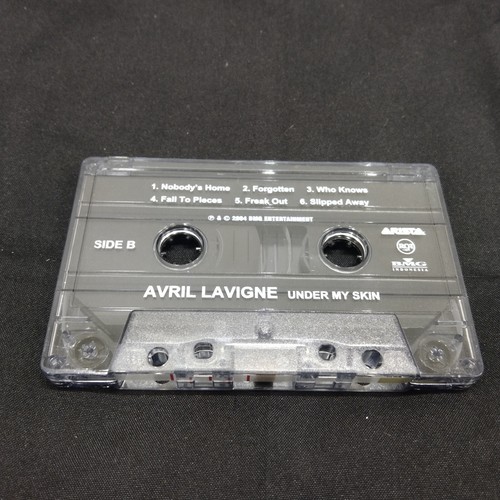 1. Nobody's Home 2. Forgotten 3. Who Knows
4. Fall To Pieces 5. Freak Out 6. Slipped Away
℗ & © 2004 BMG ENTERTAINMENT
SIDE B
ARISTA
RCA
BMG
INDONESIA
AVRIL LAVIGNE UNDER MY SKIN